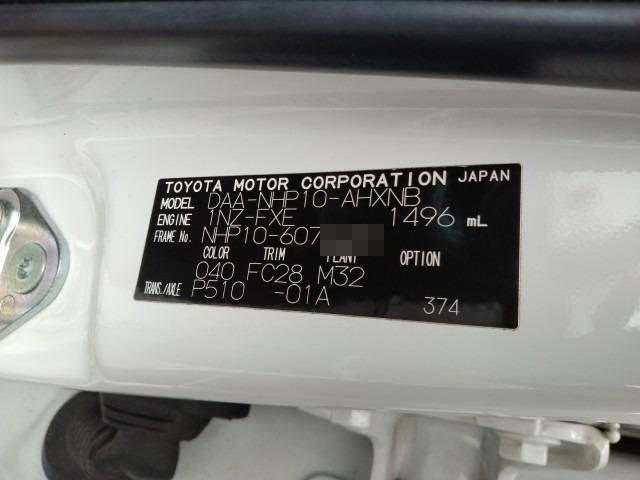 TOYOTA MOTOR CORPORATION JAPAN
MODEL DAA-NHP10-AHXNB
ENGINE 1NZ-FXE 1496 mL
FRAME No. NHP10-607
COLOR TRIM PLANT OPTION
040 FC28 M32
TRANS./AXLE P510 -01A
374